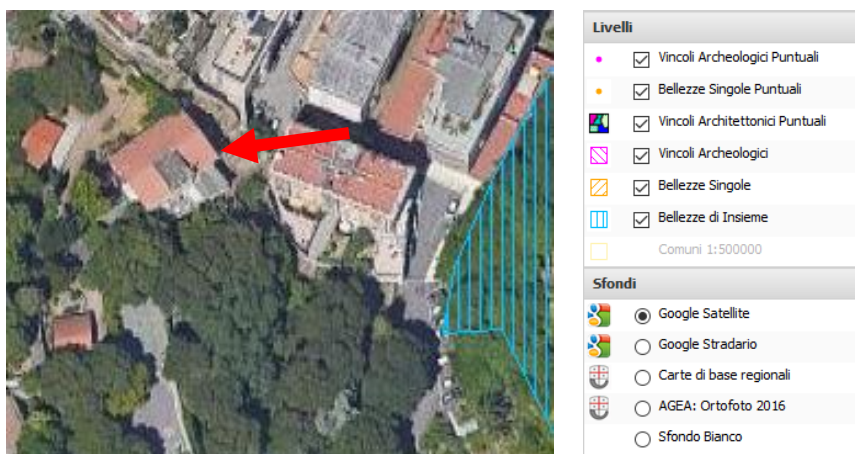 Livelli
Vincoli Archeologici Puntuali
Bellezze Singole Puntuali
Vincoli Architettonici Puntuali
Vincoli Archeologici
Bellezze Singole
Bellezze di Insieme
Comuni 1:500000
Sfondi
Google Satellite
Google Stradario
Carte di base regionali
AGEA: Ortofoto 2016
Sfondo Bianco